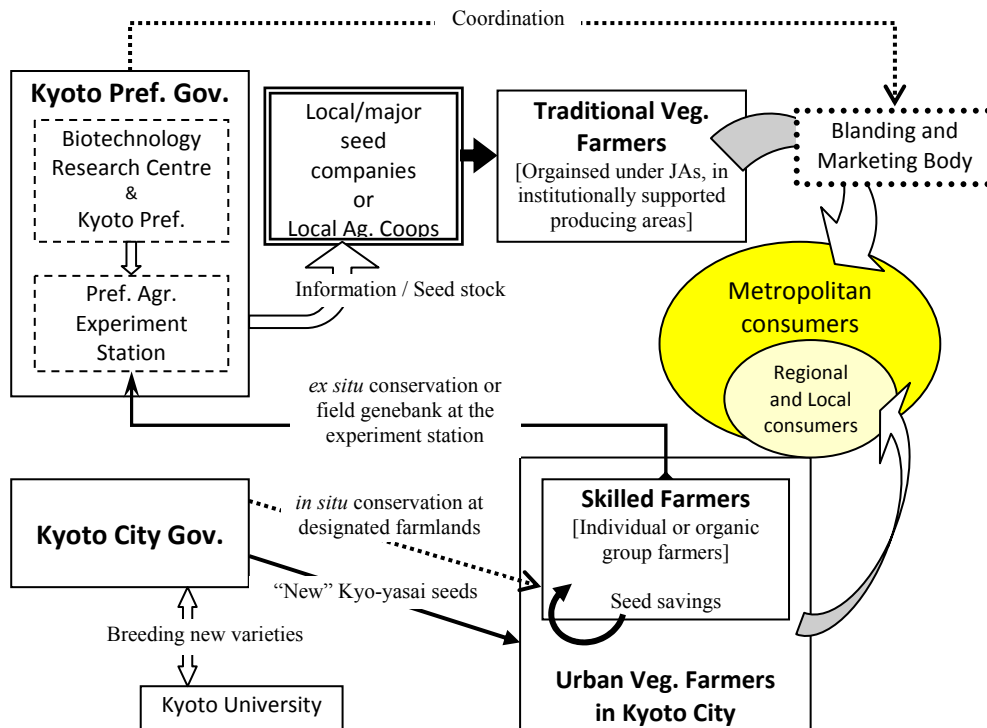 Coordination
Kyoto Pref. Gov.
Biotechnology
Research Centre
&
Kyoto Pref.
Pref. Agr.
Experiment
Station
Local/major
seed
companies
or
Local Ag. Coops
Traditional Veg.
Farmers
[Orgainsed under JAs, in
institutionally supported
producing areas]
Blanding and
Marketing Body
Information / Seed stock
Metropolitan
consumers
Regional
and Local
consumers
ex situ conservation or
field genebank at the
experiment station
Kyoto City Gov.
in situ conservation at
designated farmlands
"New" Kyo-yasai seeds
Breeding new varieties
Kyoto University
Skilled Farmers
[Individual or organic
group farmers]
Seed savings
Urban Veg. Farmers
in Kyoto City